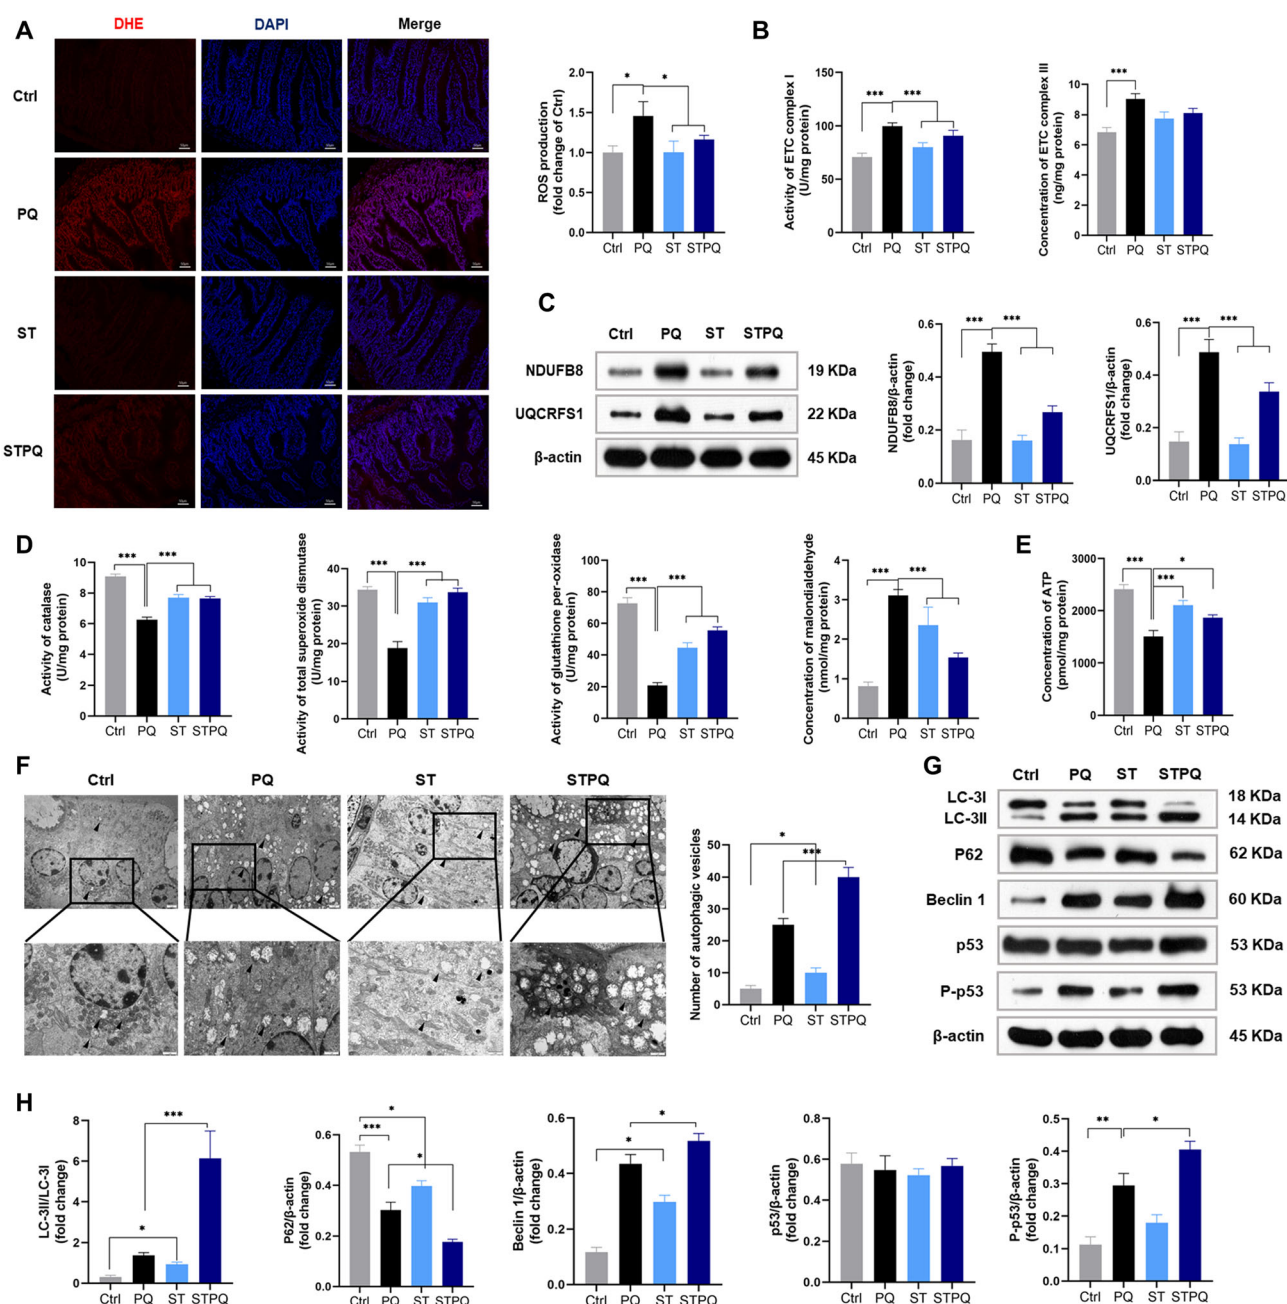 A
DHE
DAPI
Merge
Ctrl
PQ
ST
STPQ
ROS production
(fold change of Ctrl)
2.0
1.5
1.0
0.5
0.0
*
*
Ctrl
PQ
ST
STPQ
B
Activity of ETC complex I
(U/mg protein)
150
100
50
0
***
***
Ctrl
PQ
ST
STPQ
Concentration of ETC complex III
(ng/mg protein)
10
8
6
4
2
0
***
Ctrl
PQ
ST
STPQ
C
Ctrl PQ ST STPQ
NDUFB8 19 KDa
UQCRFS1 22 KDa
β-actin 45 KDa
NDUFB8/β-actin
(fold change)
0.6
0.4
0.2
0.0
***
***
Ctrl
PQ
ST
STPQ
UQCRFS1/β-actin
(fold change)
0.6
0.4
0.2
0.0
***
***
Ctrl
PQ
ST
STPQ
D
Activity of catalase
(U/mg protein)
10
8
6
4
2
0
***
***
Ctrl
PQ
ST
STPQ
Activity of total superoxide dismutase
(U/mg protein)
40
30
20
10
0
***
***
Ctrl
PQ
ST
STPQ
Activity of glutathione per-oxidase
(U/mg protein)
100
80
60
40
20
0
***
***
Ctrl
PQ
ST
STPQ
Concentration of malondialdehyde
(nmol/mg protein)
4
3
2
1
0
***
***
Ctrl
PQ
ST
STPQ
E
Concentration of ATP
(pmol/mg protein)
3000
2000
1000
0
***
*
***
Ctrl
PQ
ST
STPQ
F
Ctrl
PQ
ST
STPQ
Number of autophagic vesicles
50
40
30
20
10
0
*
***
Ctrl
PQ
ST
STPQ
G
Ctrl PQ ST STPQ
LC-3I 18 KDa
LC-3II 14 KDa
P62 62 KDa
Beclin 1 60 KDa
p53 53 KDa
P-p53 53 KDa
β-actin 45 KDa
H
LC-3II/LC-3I
(fold change)
8
6
4
2
0
***
*
Ctrl
PQ
ST
STPQ
P62/β-actin
(fold change)
0.6
0.4
0.2
0.0
*
***
*
Ctrl
PQ
ST
STPQ
Beclin 1/β-actin
(fold change)
0.6
0.4
0.2
0.0
*
*
Ctrl
PQ
ST
STPQ
p53/β-actin
(fold change)
0.8
0.6
0.4
0.2
0.0
Ctrl
PQ
ST
STPQ
P-p53/β-actin
(fold change)
0.5
0.4
0.3
0.2
0.1
0.0
**
*
Ctrl
PQ
ST
STPQ